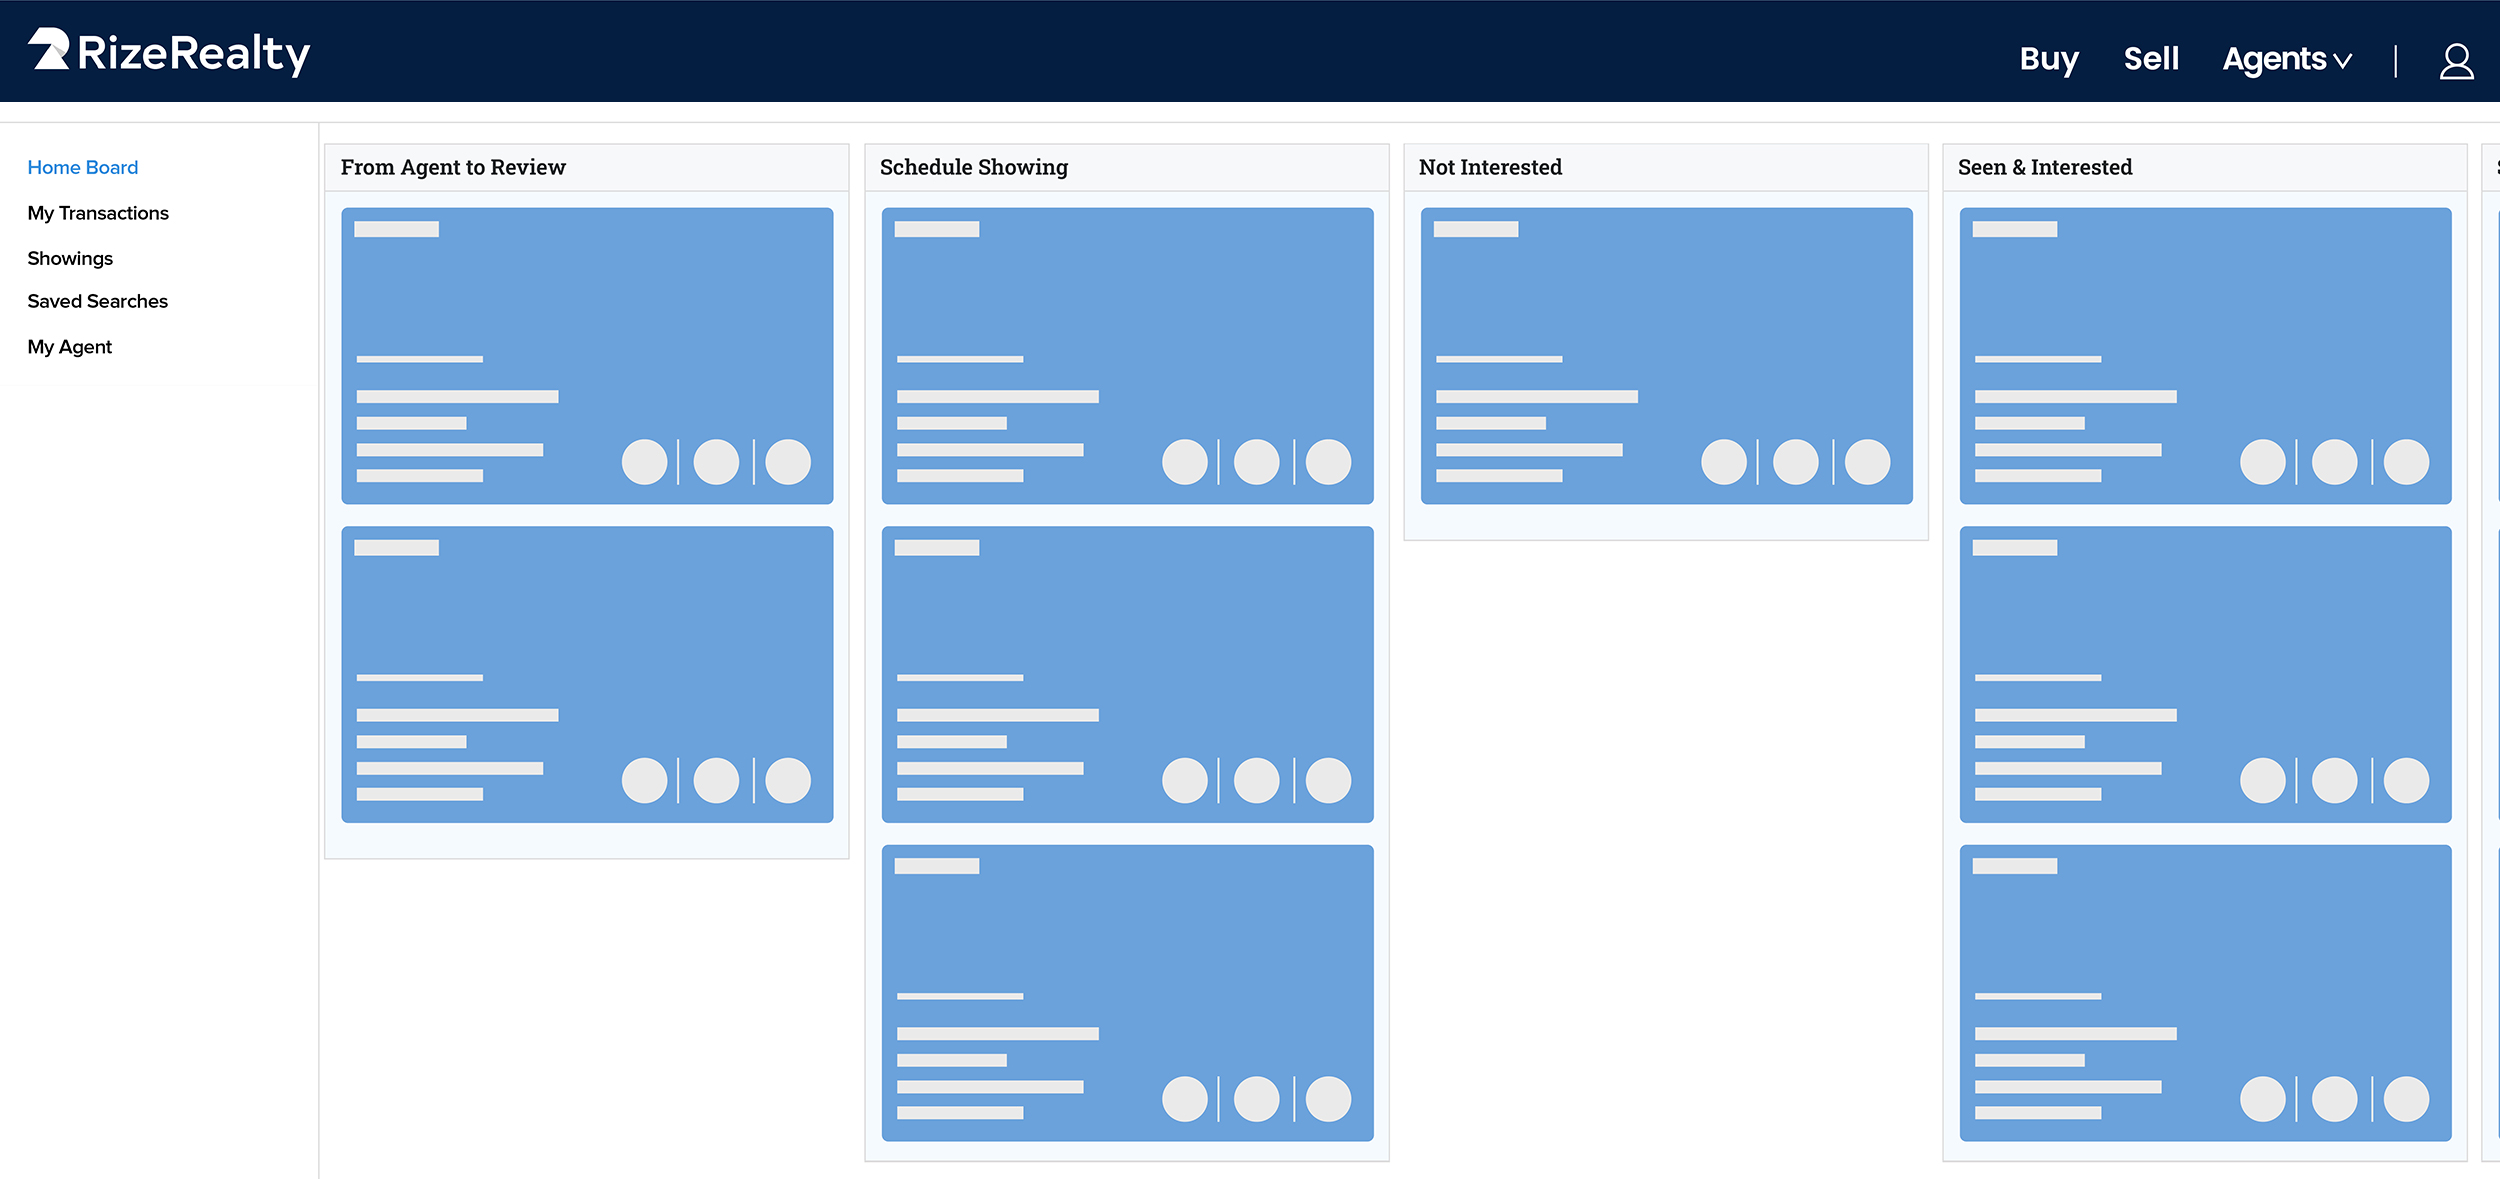 RizeRealty
Buy Sell Agents
Home Board
My Transactions
Showings
Saved Searches
My Agent
From Agent to Review
Schedule Showing
Not Interested
Seen & Interested